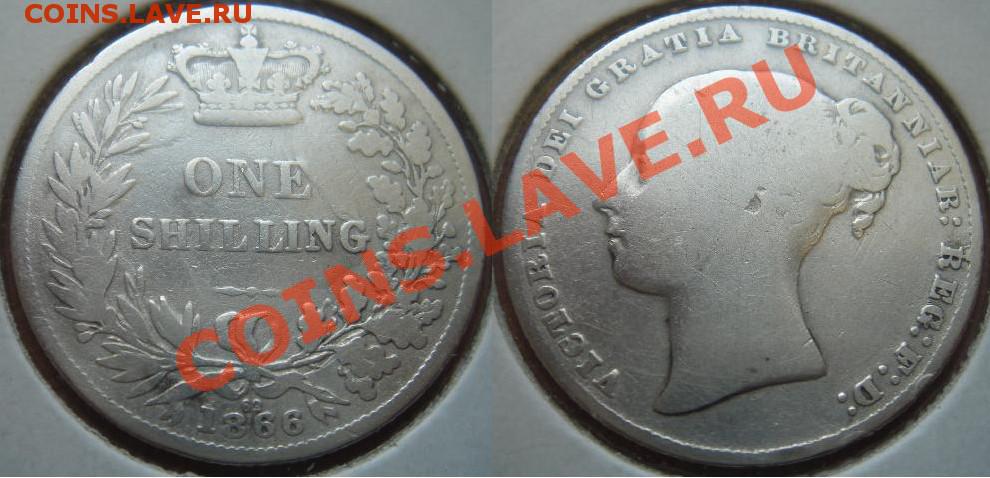 COINS.LAVE.RU
ONE
SHILLING
1866
VICTORIA DEI GRATIA BRITANNIAR: REG: F: D:
COINS.LAVE.RU